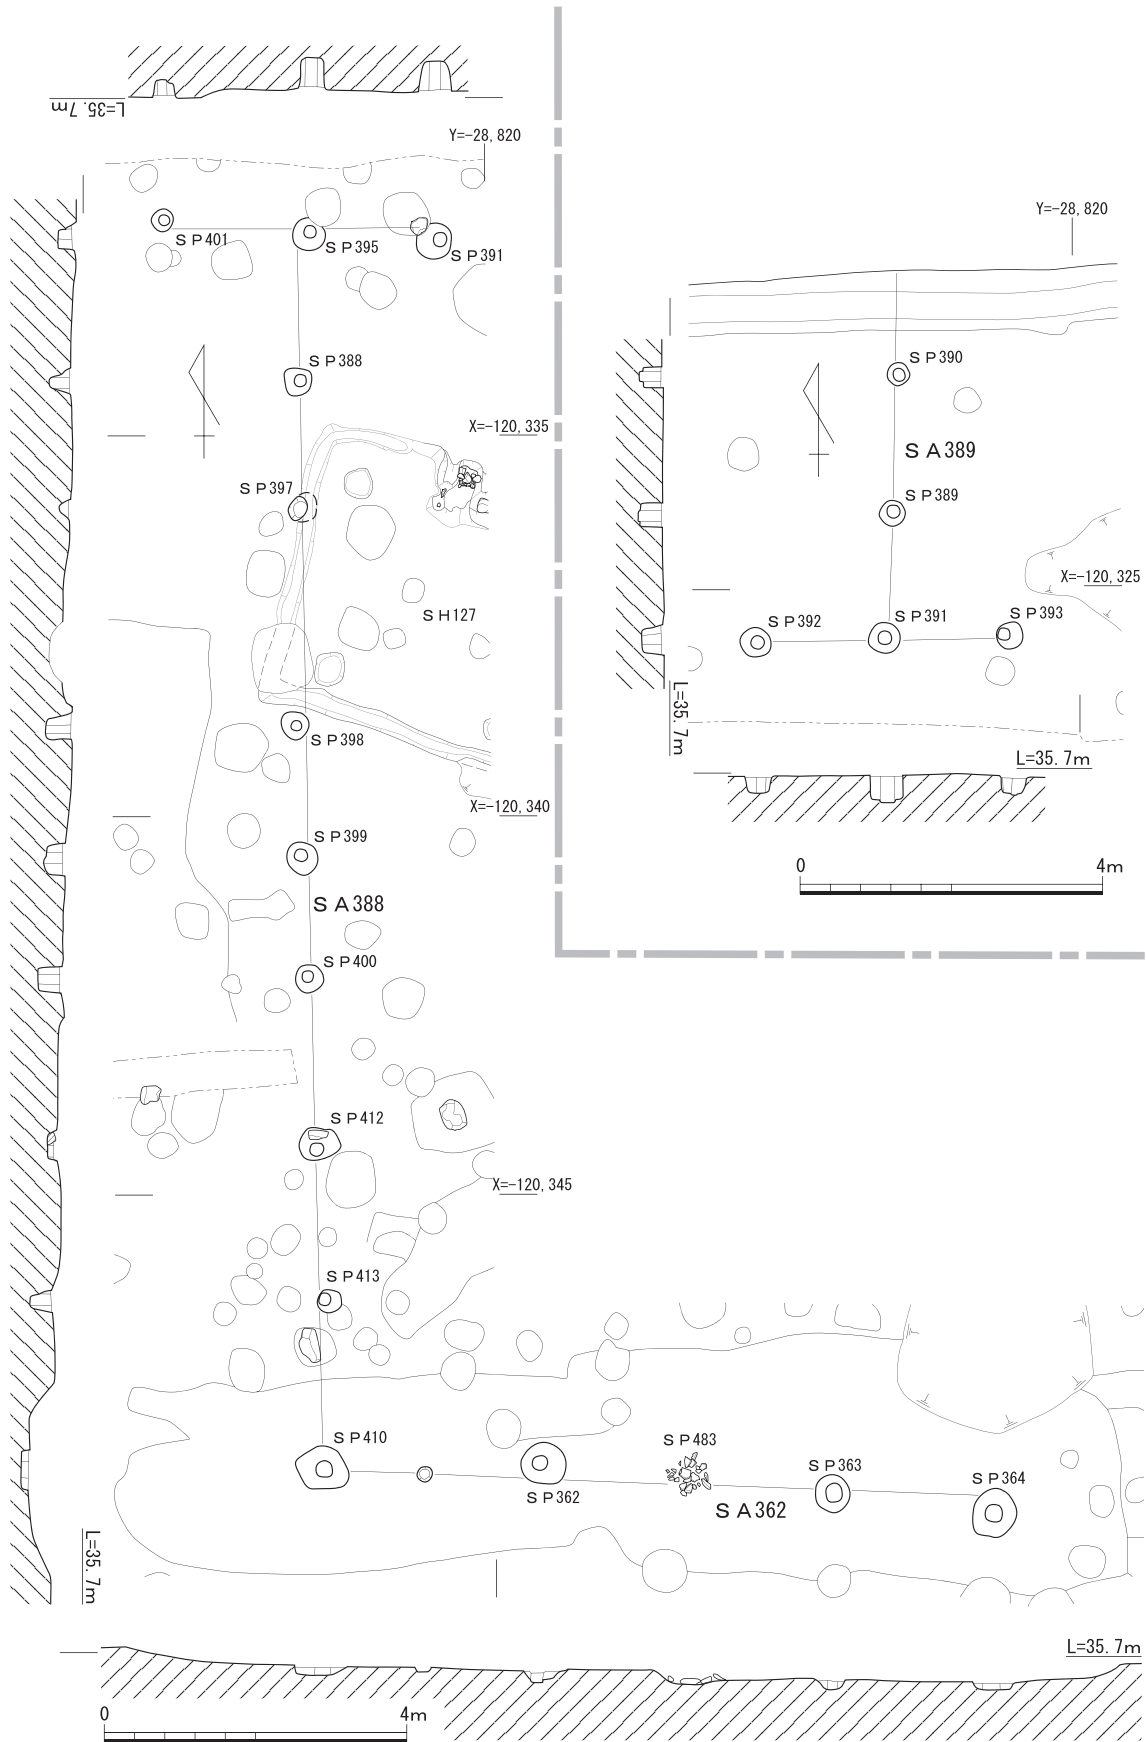 L=35.7m
Y=-28,820
SP401
SP395
SP391
SP388
X=-120,335
SP397
SH127
SP398
X=-120,340
SP399
SA388
SP400
SP412
X=-120,345
SP413
SP410
SP362
SP483
SA362
SP363
SP364
L=35.7m
L=35.7m
0 4m
Y=-28,820
SP390
SA389
SP389
X=-120,325
SP392
SP391
SP393
L=35.7m
L=35.7m
0 4m